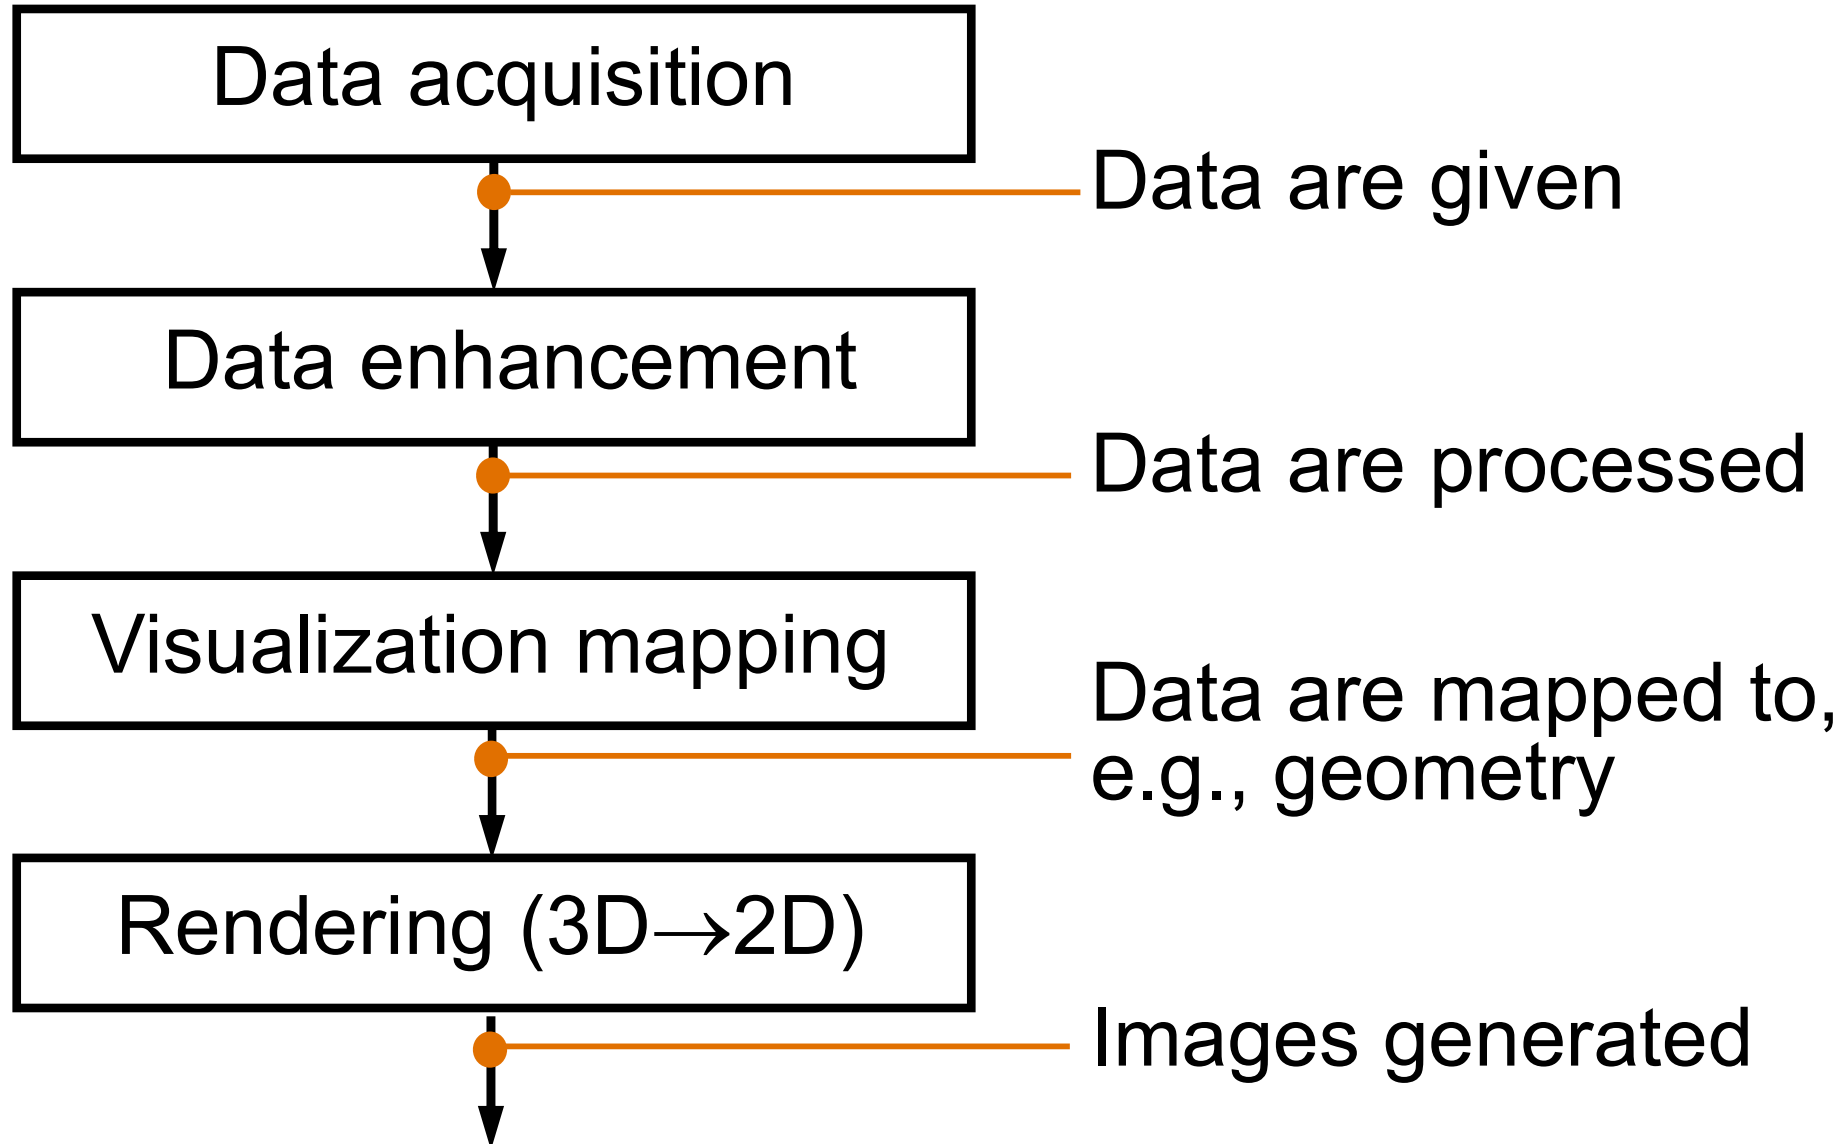 Data acquisition
Data are given
Data enhancement
Data are processed
Visualization mapping
Data are mapped to,
e.g., geometry
Rendering (3D→2D)
Images generated